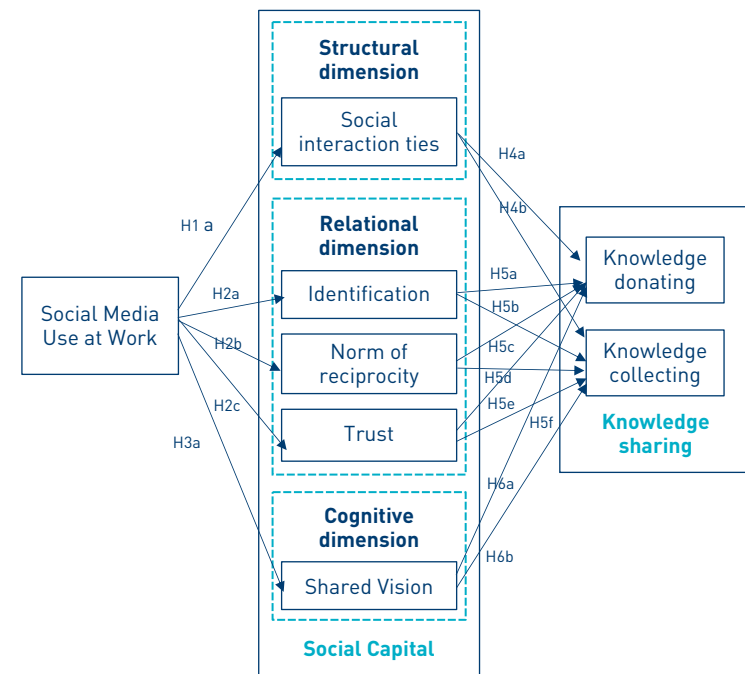 Structural
dimension
Social
interaction ties
H1 a
H4a
H4b
Relational
dimension
Social Media
Use at Work
H2a
H2b
H2c
H3a
Identification
Norm of
reciprocity
Trust
H5a
H5b
H5c
H5d
H5e
H5f
H6a
H6b
Knowledge
donating
Knowledge
collecting
Knowledge
sharing
Cognitive
dimension
Shared Vision
Social Capital